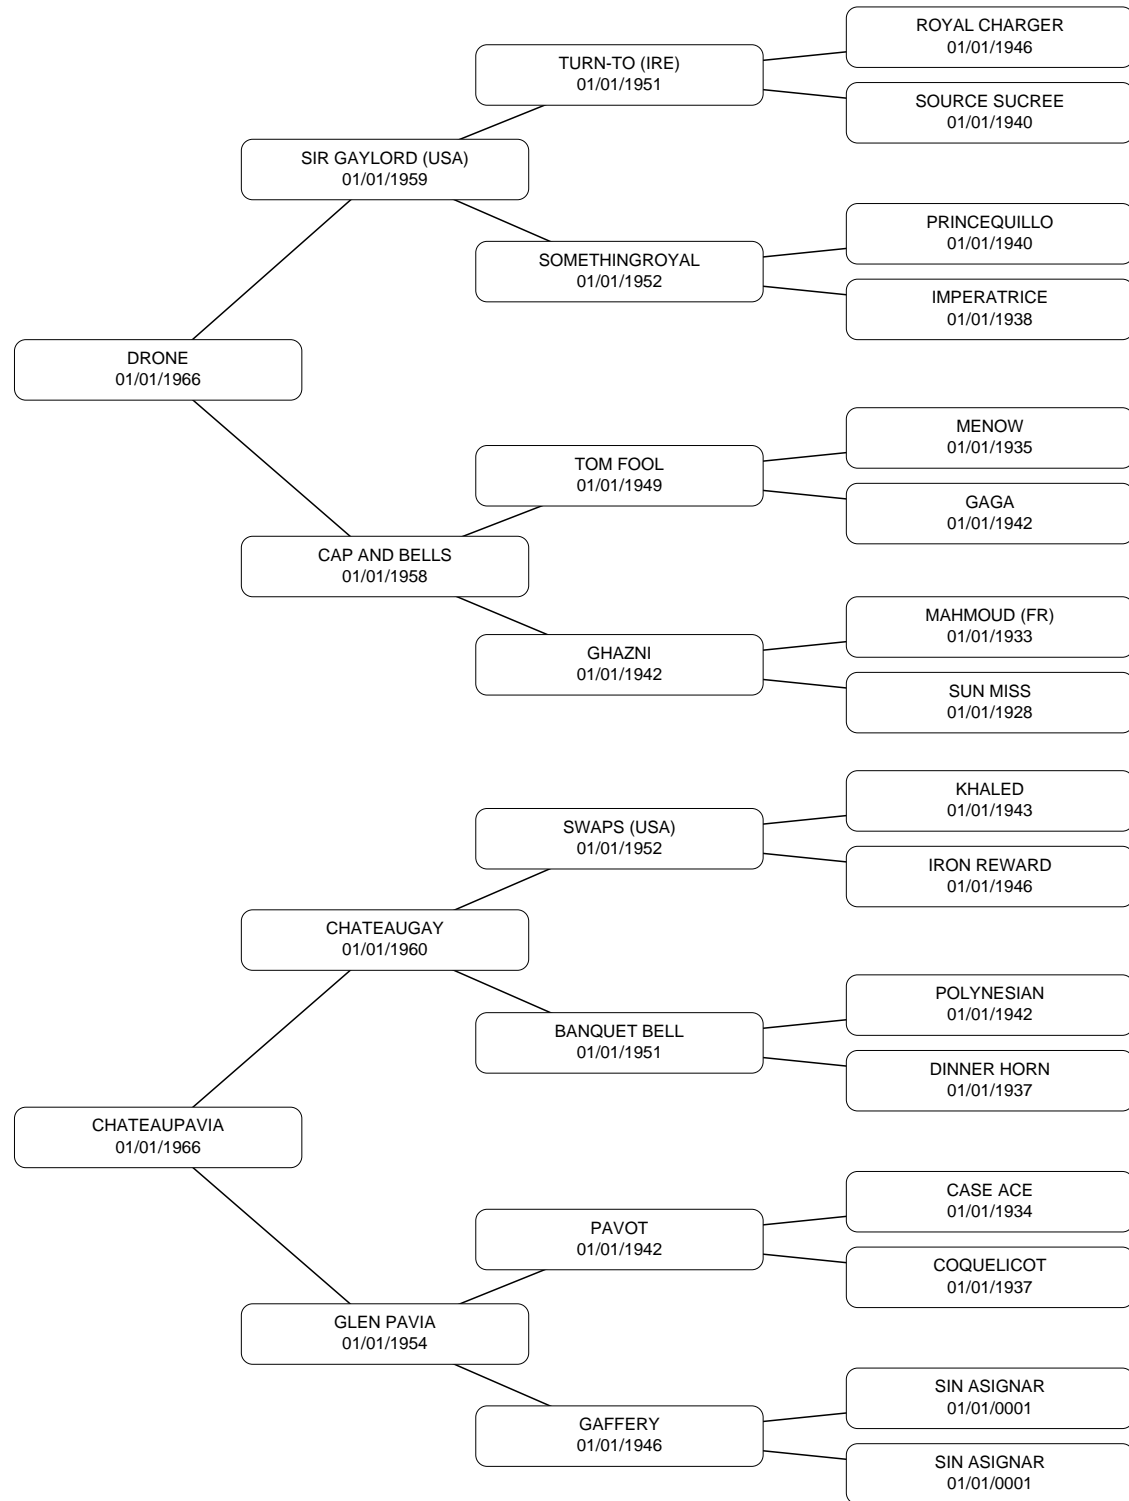 ROYAL CHARGER
01/01/1946
TURN-TO (IRE)
01/01/1951
SOURCE SUCREE
01/01/1940
SIR GAYLORD (USA)
01/01/1959
PRINCEQUILLO
01/01/1940
SOMETHINGROYAL
01/01/1952
IMPERATRICE
01/01/1938
DRONE
01/01/1966
MENOW
01/01/1935
TOM FOOL
01/01/1949
GAGA
01/01/1942
CAP AND BELLS
01/01/1958
MAHMOUD (FR)
01/01/1933
GHAZNI
01/01/1942
SUN MISS
01/01/1928
KHALED
01/01/1943
SWAPS (USA)
01/01/1952
IRON REWARD
01/01/1946
CHATEAUGAY
01/01/1960
POLYNESIAN
01/01/1942
BANQUET BELL
01/01/1951
DINNER HORN
01/01/1937
CHATEAUPAVIA
01/01/1966
CASE ACE
01/01/1934
PAVOT
01/01/1942
COQUELICOT
01/01/1937
GLEN PAVIA
01/01/1954
SIN ASIGNAR
01/01/0001
GAFFERY
01/01/1946
SIN ASIGNAR
01/01/0001